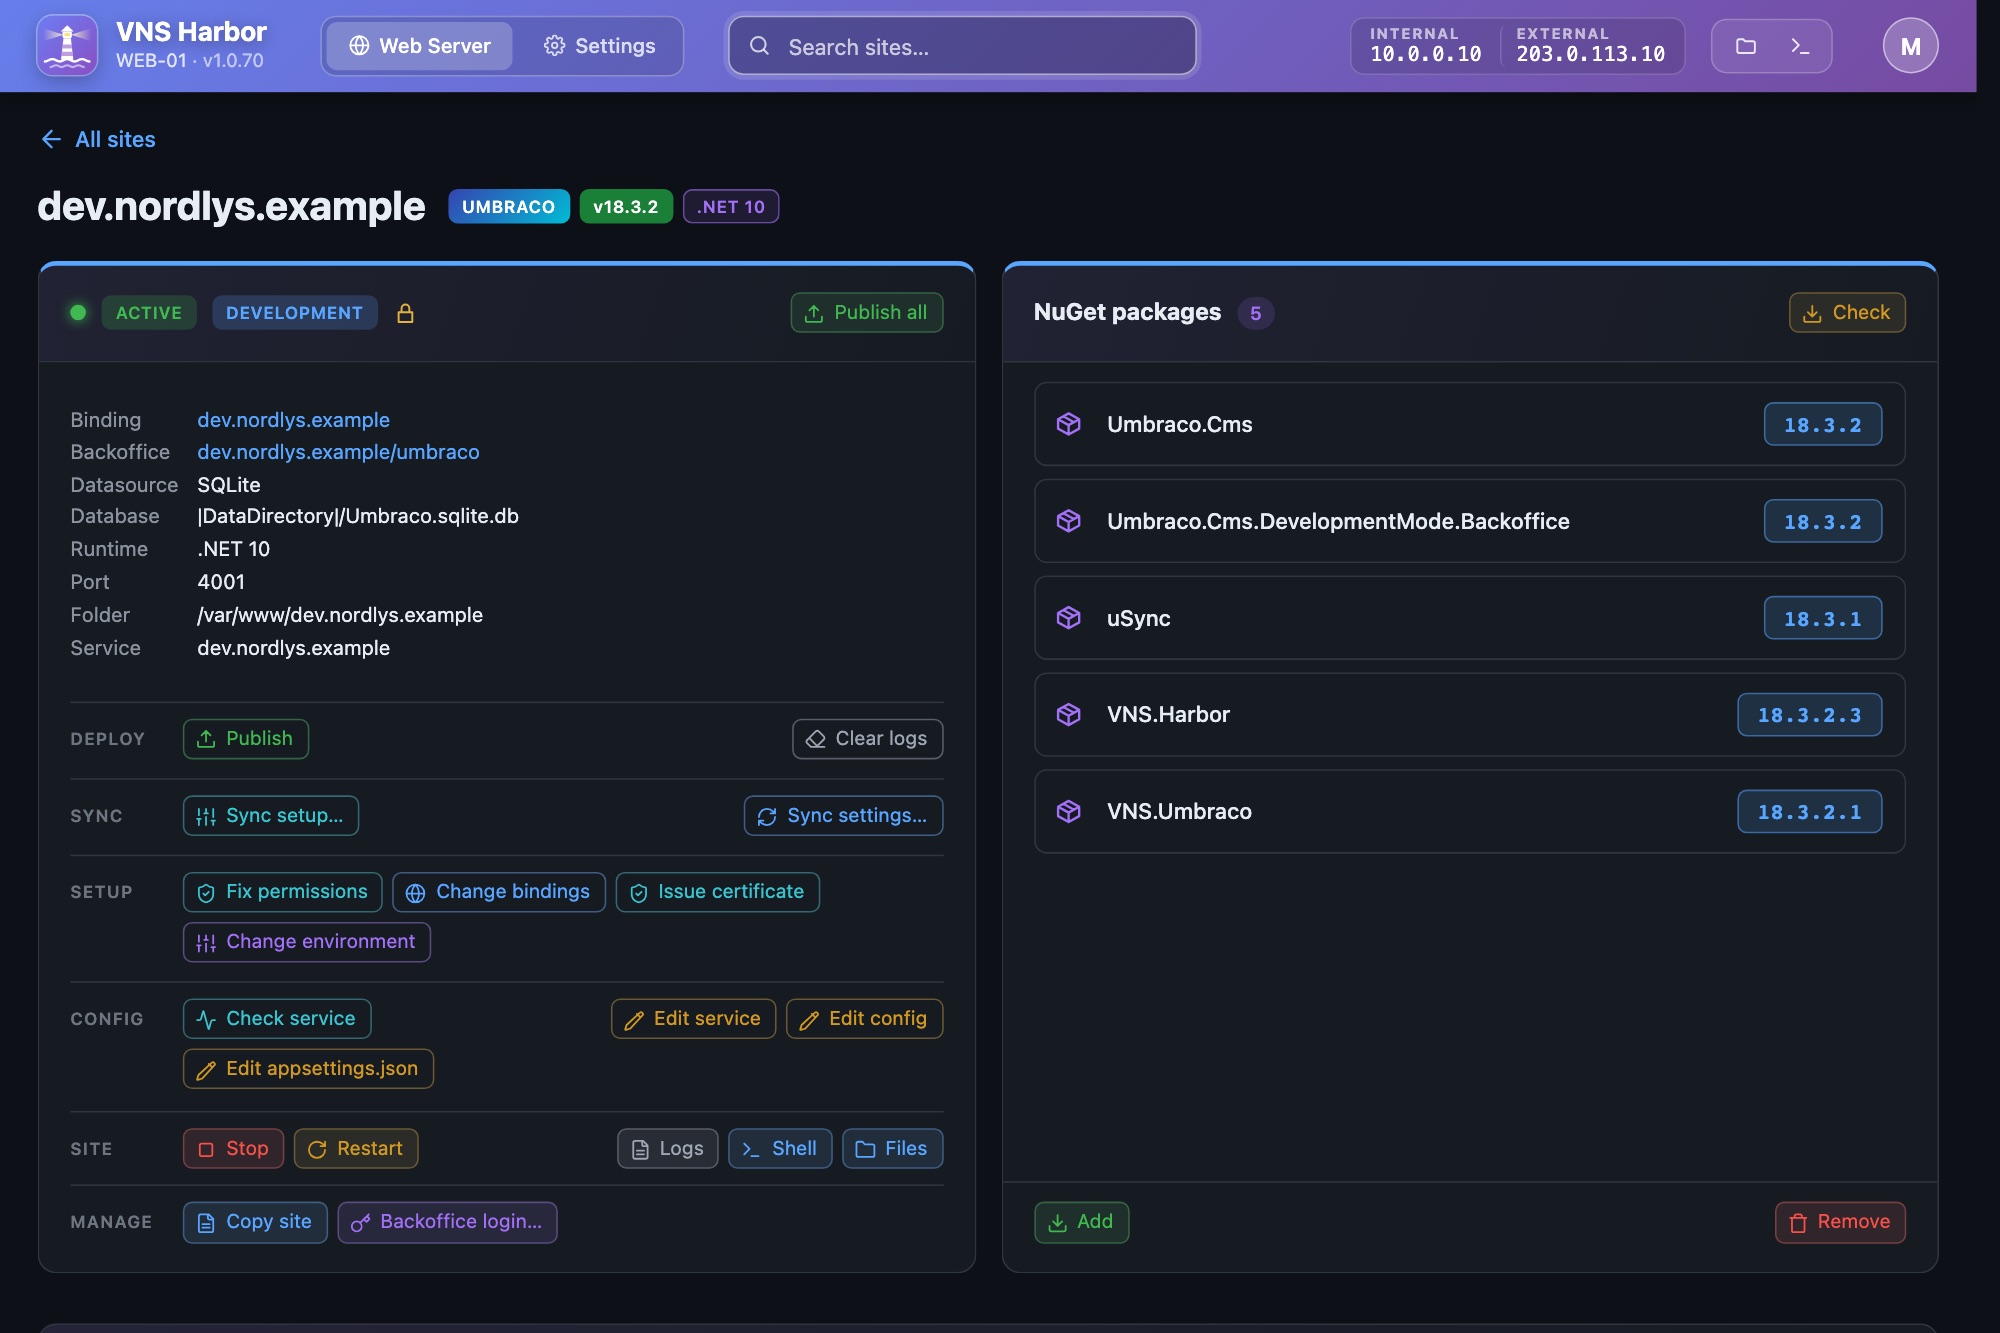 VNS Harbor
WEB-01 · v1.0.70
Web Server
Settings
Search sites...
INTERNAL
10.0.0.10
EXTERNAL
203.0.113.10
M
All sites
dev.nordlys.example
UMBRACO
v18.3.2
.NET 10
ACTIVE
DEVELOPMENT
Publish all
Binding dev.nordlys.example
Backoffice dev.nordlys.example/umbraco
Datasource SQLite
Database |DataDirectory|/Umbraco.sqlite.db
Runtime .NET 10
Port 4001
Folder /var/www/dev.nordlys.example
Service dev.nordlys.example
DEPLOY Publish Clear logs
SYNC Sync setup... Sync settings...
SETUP Fix permissions Change bindings Issue certificate
Change environment
CONFIG Check service Edit service Edit config
Edit appsettings.json
SITE Stop Restart Logs Shell Files
MANAGE Copy site Backoffice login...
NuGet packages 5
Check
Umbraco.Cms 18.3.2
Umbraco.Cms.DevelopmentMode.Backoffice 18.3.2
uSync 18.3.1
VNS.Harbor 18.3.2.3
VNS.Umbraco 18.3.2.1
Add
Remove